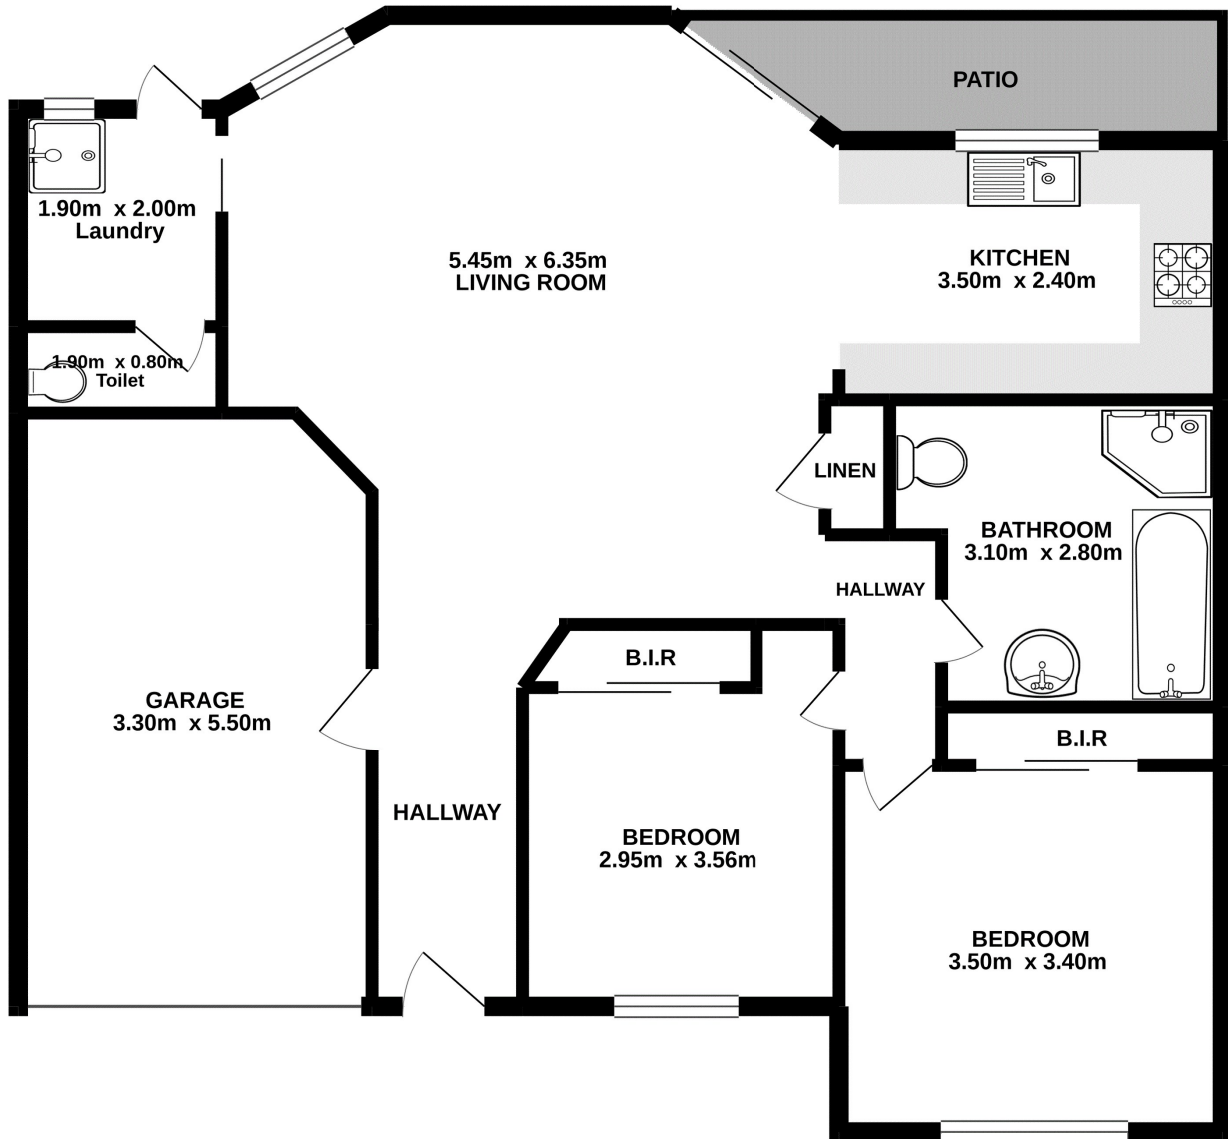 PATIO
1.90m x 2.00m
Laundry
5.45m x 6.35m
LIVING ROOM
KITCHEN
3.50m x 2.40m
1.90m x 0.80m
Toilet
LINEN
BATHROOM
3.10m x 2.80m
HALLWAY
B.I.R
GARAGE
3.30m x 5.50m
B.I.R
HALLWAY
BEDROOM
2.95m x 3.56m
BEDROOM
3.50m x 3.40m